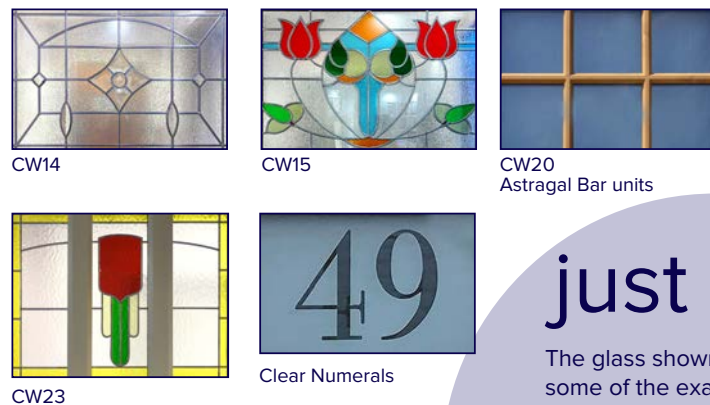 CW14
CW15
CW20
Astragal Bar units
CW23
49
Clear Numerals
just
The glass shown
some of the exa